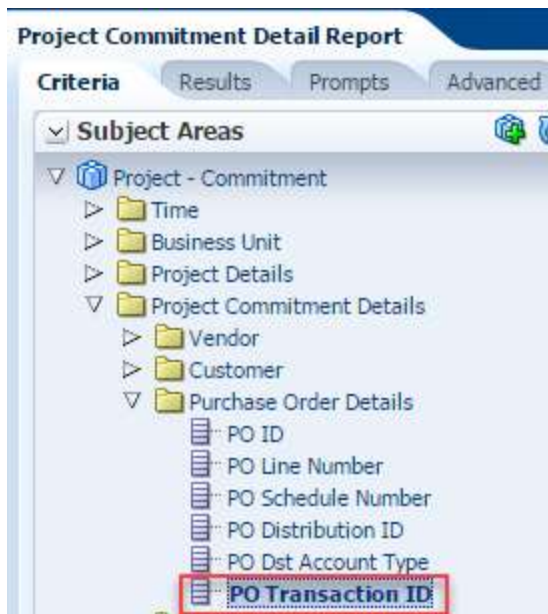 Project Commitment Detail Report
Criteria Results Prompts Advanced
Subject Areas
Project - Commitment
Time
Business Unit
Project Details
Project Commitment Details
Vendor
Customer
Purchase Order Details
PO ID
PO Line Number
PO Schedule Number
PO Distribution ID
PO Dst Account Type
PO Transaction ID